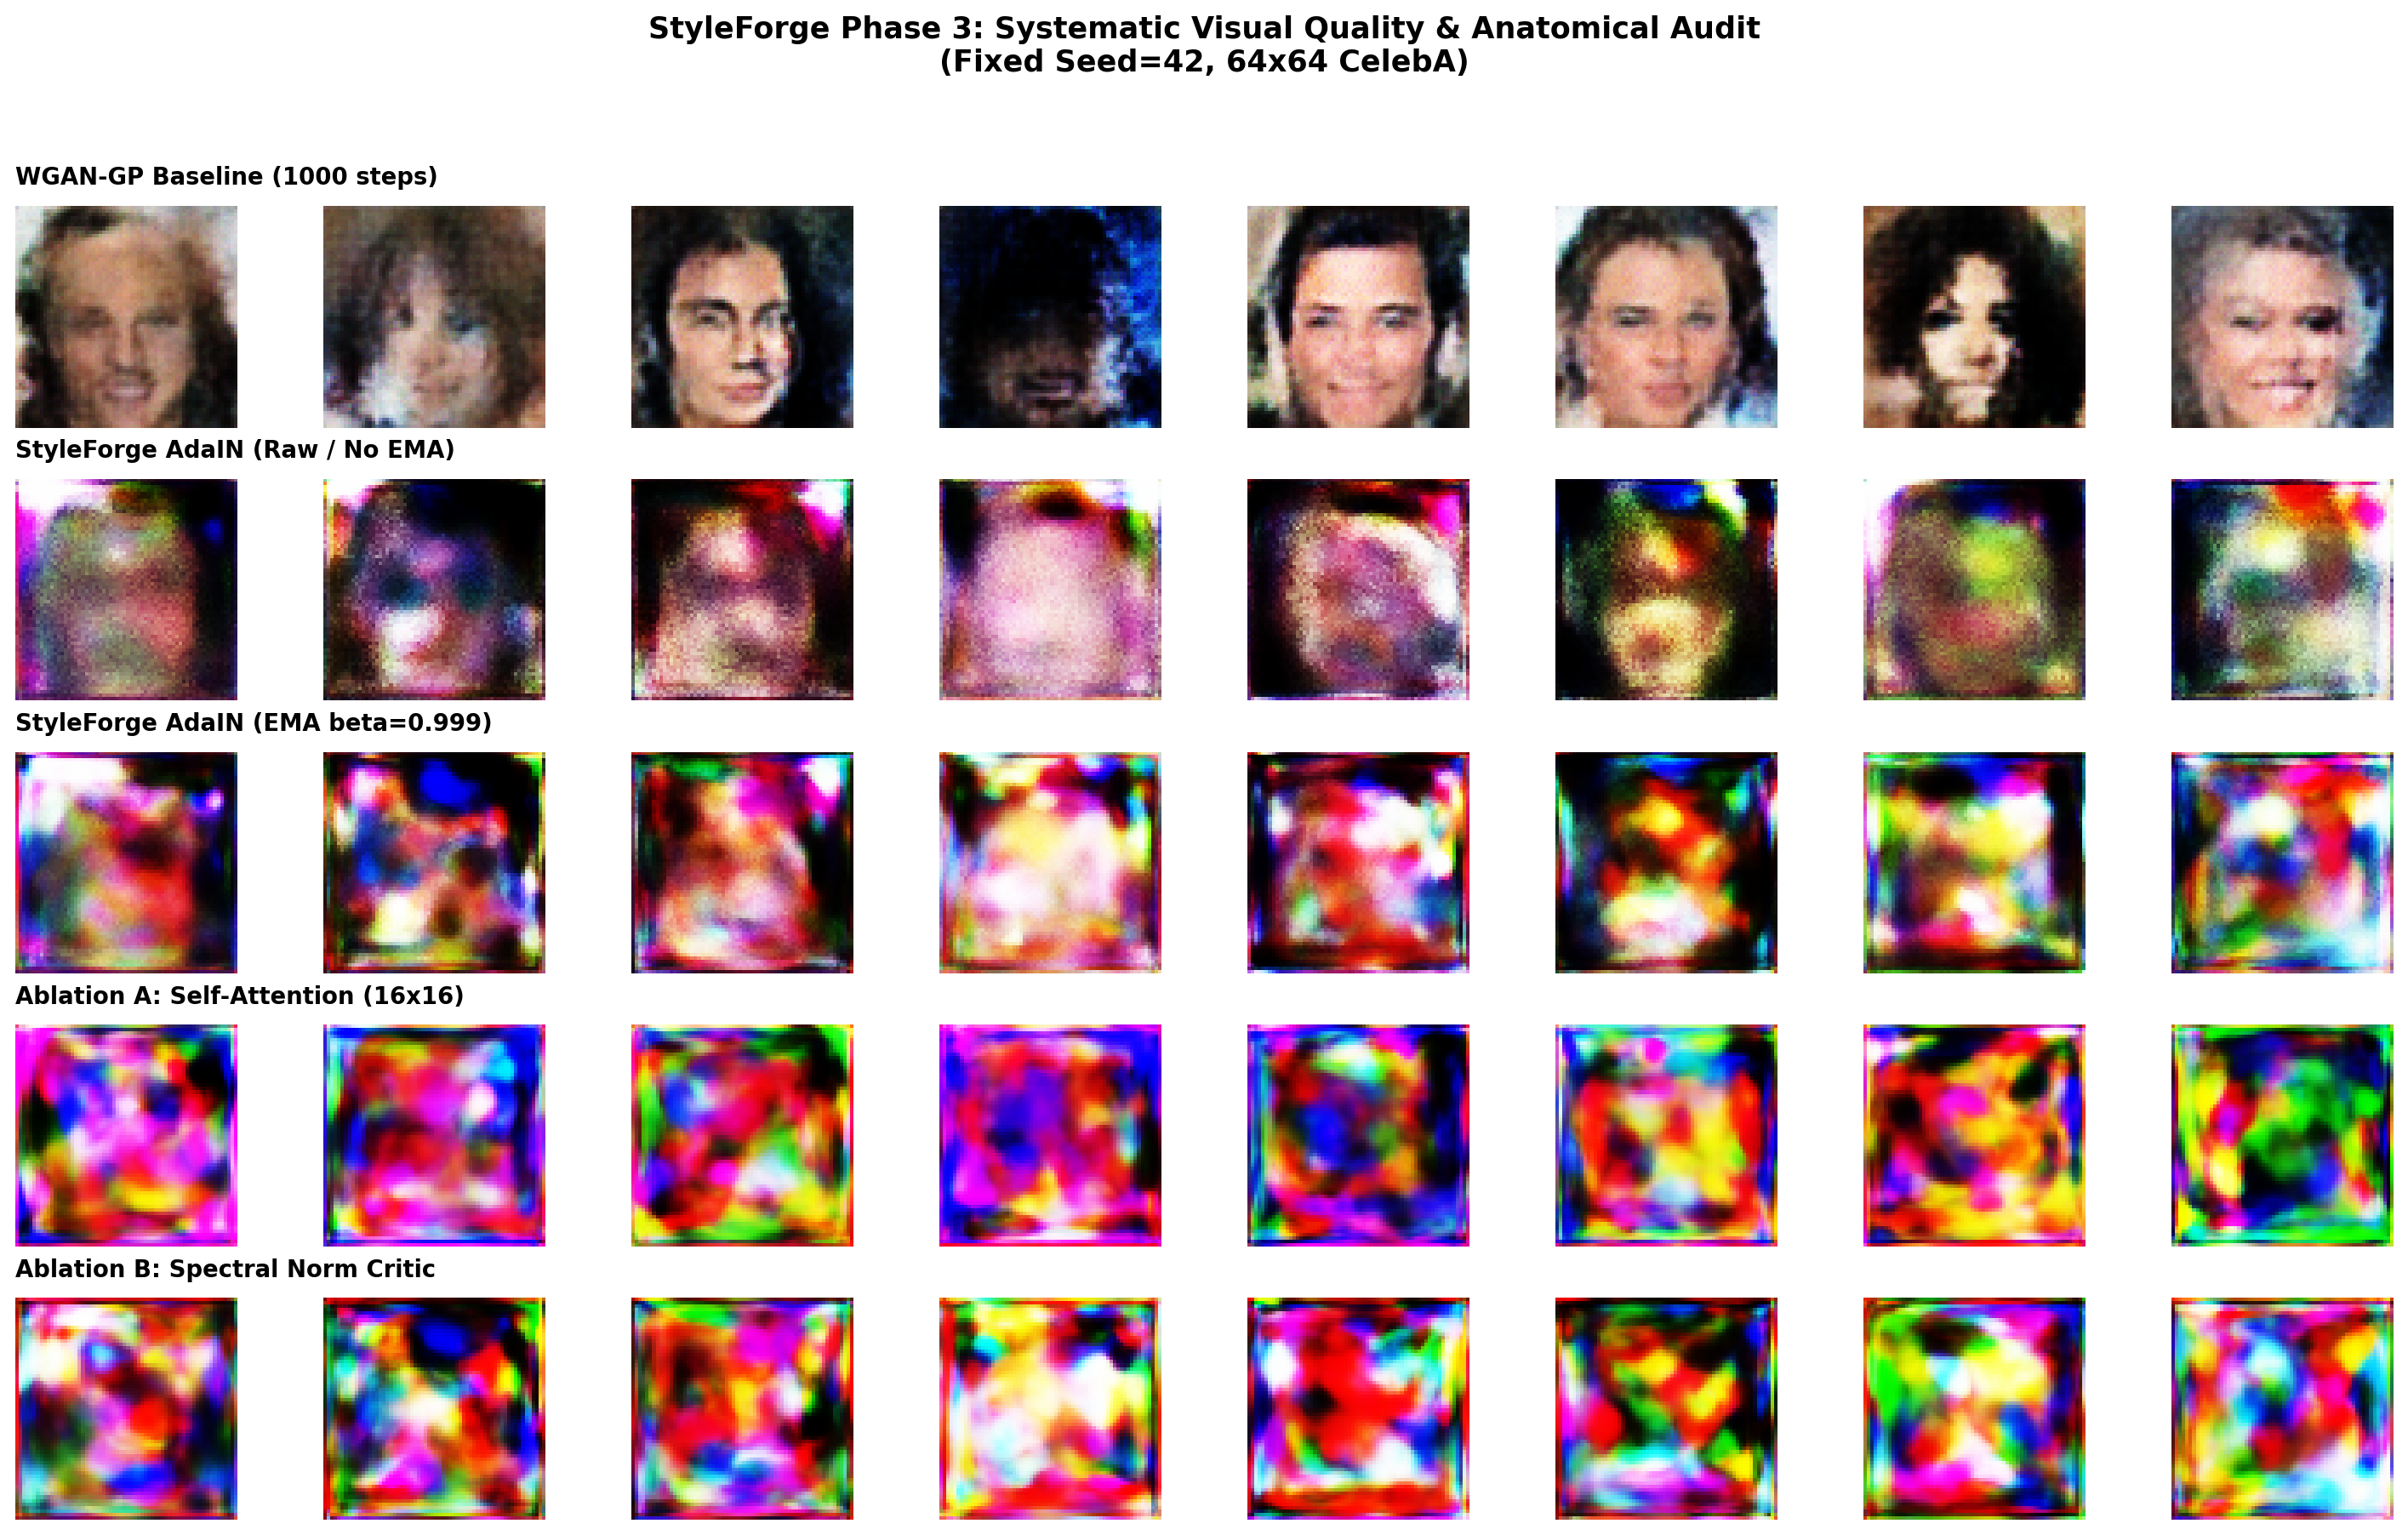 StyleForge Phase 3: Systematic Visual Quality & Anatomical Audit
(Fixed Seed=42, 64x64 CelebA)
WGAN-GP Baseline (1000 steps)
StyleForge AdaIN (Raw / No EMA)
StyleForge AdaIN (EMA beta=0.999)
Ablation A: Self-Attention (16x16)
Ablation B: Spectral Norm Critic